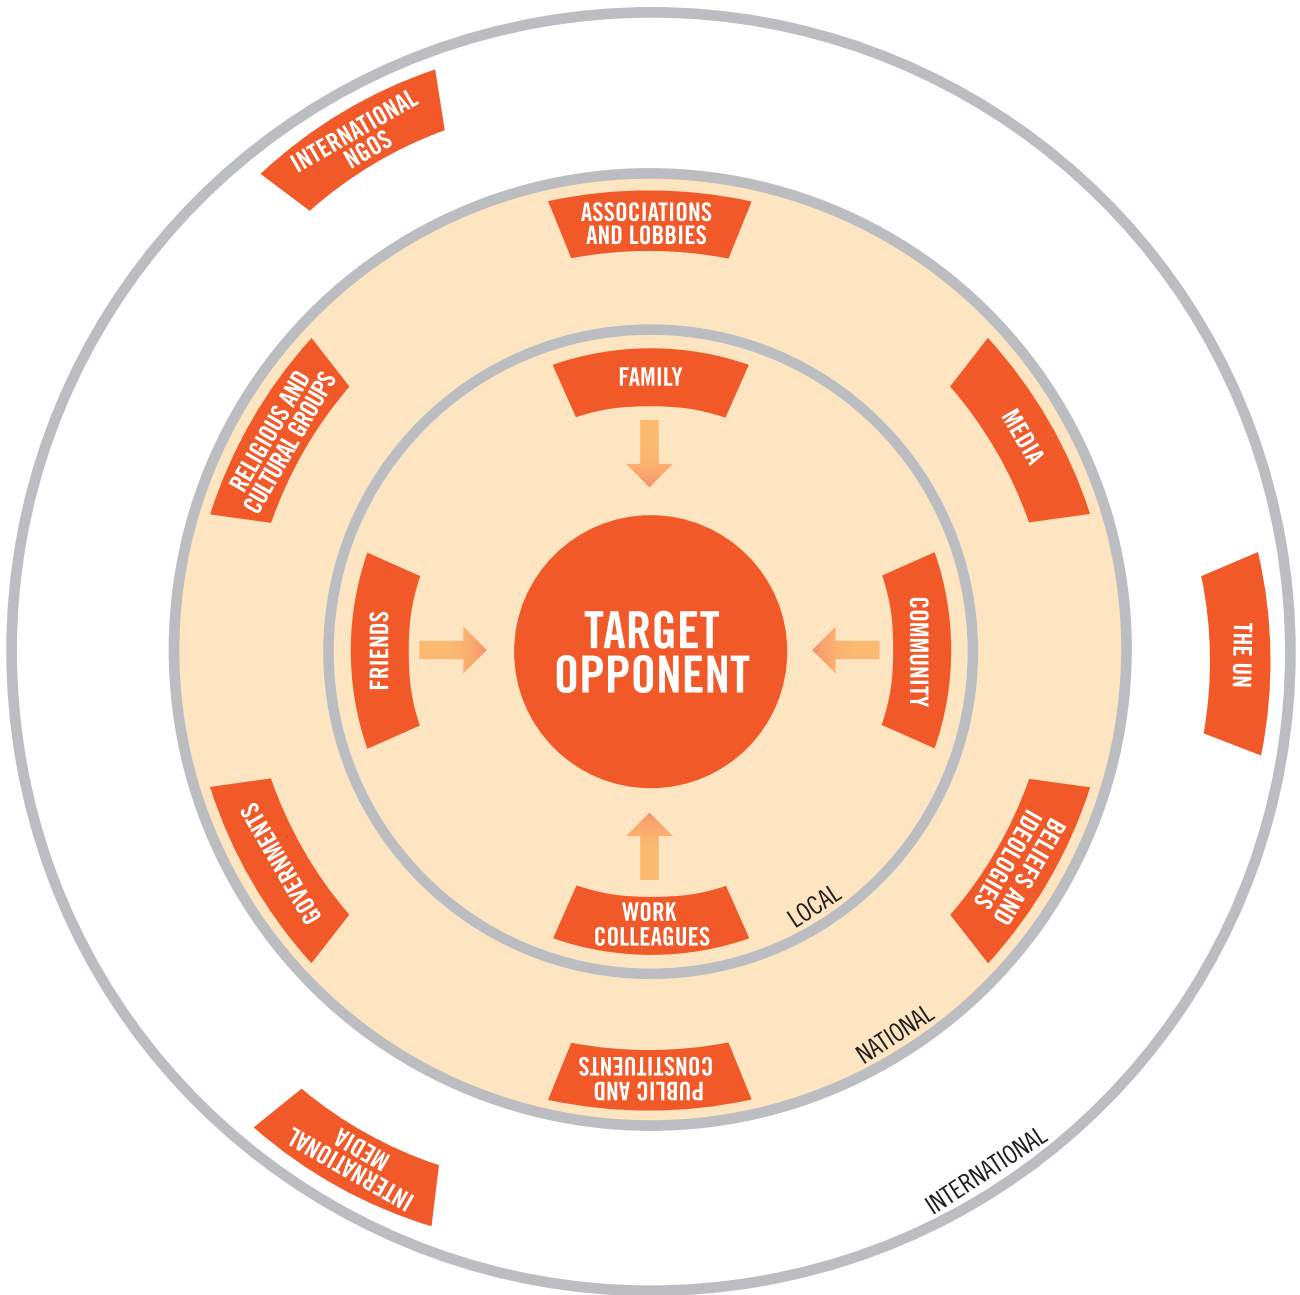 INTERNATIONAL
NGOS
ASSOCIATIONS
AND LOBBIES
RELIGIOUS AND
CULTURAL GROUPS
FAMILY
MEDIA
FRIENDS
TARGET
OPPONENT
COMMUNITY
THE UN
GOVERNMENTS
WORK
COLLEAGUES
LOCAL
BELIEFS AND
IDEOLOGIES
NATIONAL
PUBLIC AND
CONSTITUENTS
INTERNATIONAL
MEDIA
INTERNATIONAL